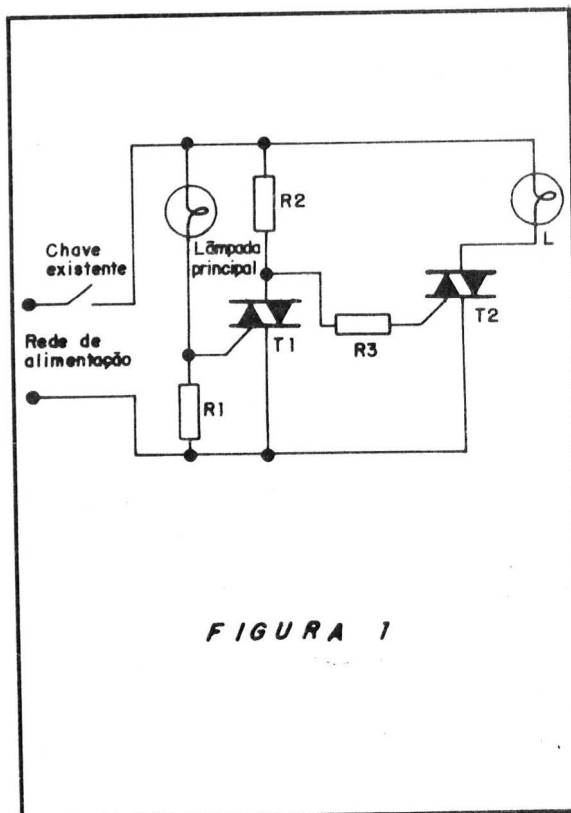 R2
Chave
existente
Lâmpada
principal
L
T1
T2
R3
Rede de
alimentação
R1
FIGURA 1